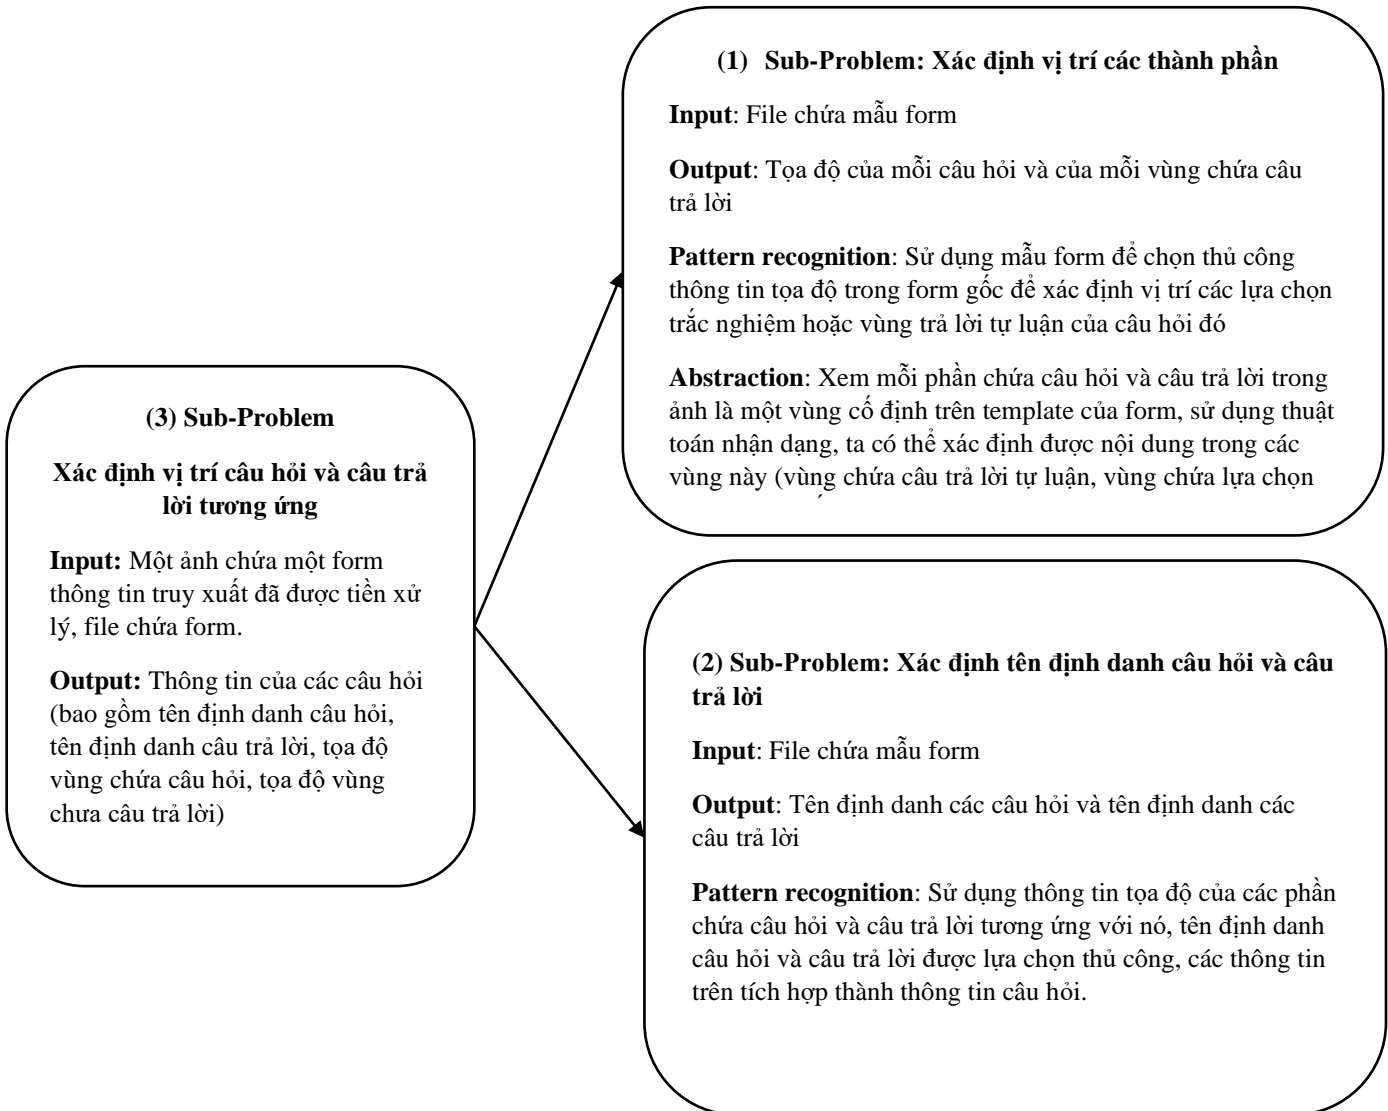 (3) Sub-Problem
Xác định vị trí câu hỏi và câu trả
lời tương ứng
Input: Một ảnh chứa một form
thông tin truy xuất đã được tiền xử
lý, file chứa form.
Output: Thông tin của các câu hỏi
(bao gồm tên định danh câu hỏi,
tên định danh câu trả lời, tọa độ
vùng chứa câu hỏi, tọa độ vùng
chưa câu trả lời)
(1) Sub-Problem: Xác định vị trí các thành phần
Input: File chứa mẫu form
Output: Tọa độ của mỗi câu hỏi và của mỗi vùng chứa câu
trả lời
Pattern recognition: Sử dụng mẫu form để chọn thủ công
thông tin tọa độ trong form gốc để xác định vị trí các lựa chọn
trắc nghiệm hoặc vùng trả lời tự luận của câu hỏi đó
Abstraction: Xem mỗi phần chứa câu hỏi và câu trả lời trong
ảnh là một vùng cố định trên template của form, sử dụng thuật
toán nhận dạng, ta có thể xác định được nội dung trong các
vùng này (vùng chứa câu trả lời tự luận, vùng chứa lựa chọn
(2) Sub-Problem: Xác định tên định danh câu hỏi và câu
trả lời
Input: File chứa mẫu form
Output: Tên định danh các câu hỏi và tên định danh các
câu trả lời
Pattern recognition: Sử dụng thông tin tọa độ của các phần
chứa câu hỏi và câu trả lời tương ứng với nó, tên định danh
câu hỏi và câu trả lời được lựa chọn thủ công, các thông tin
trên tích hợp thành thông tin câu hỏi.